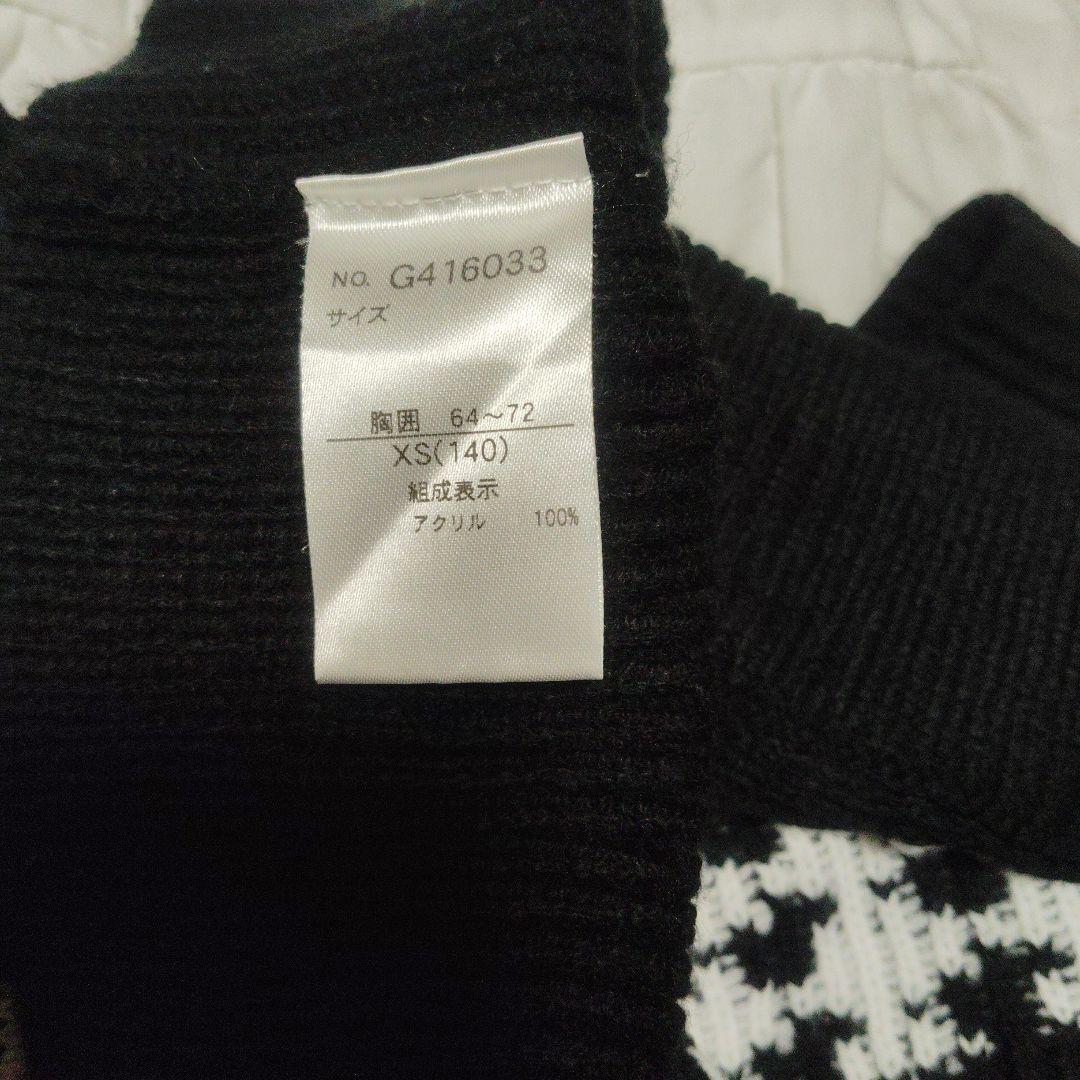 NO. G416033
サイズ
胸囲 64～72
XS(140)
組成表示
アクリル 100%